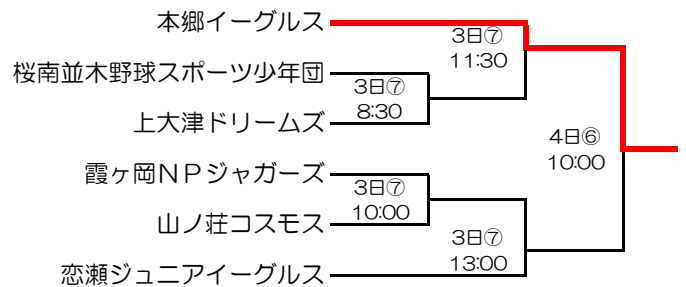 本郷イーグルス
3日⑦
11:30
桜南並木野球スポーツ少年団
3日⑦
8:30
上大津ドリームズ
4日⑥
10:00
霞ヶ岡NPジャガーズ
3日⑦
10:00
山ノ荘コスモス
3日⑦
13:00
恋瀬ジュニアイーグルス